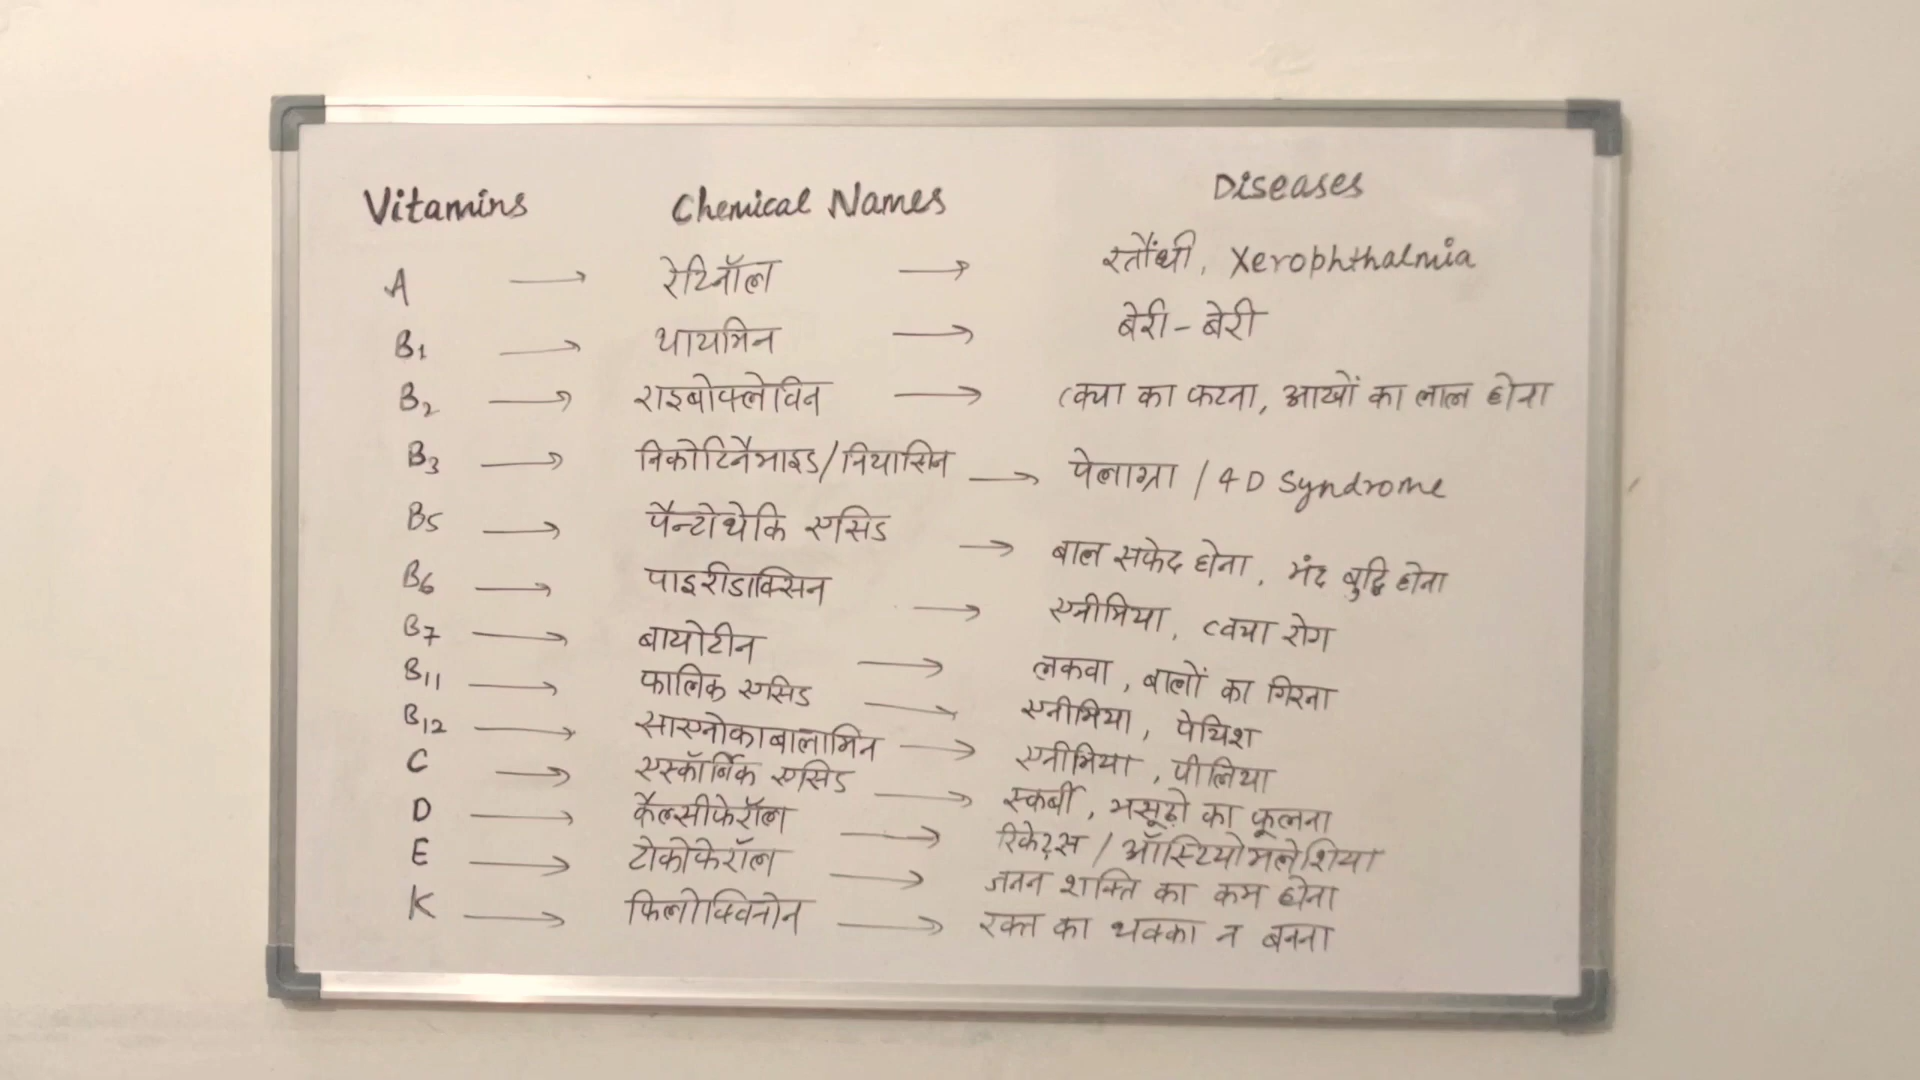 Vitamins Chemical Names Diseases
A → रेटिनॉल → रतौंधी, Xerophthalmia
B1 → थायमिन → बेरी-बेरी
B2 → राइबोफ्लेविन → त्वचा का फटना, आखों का लाल होना
B3 → निकोटिनैमाइड/नियासिन → पेलाग्रा / 4D Syndrome
B5 → पैन्टोथेकि एसिड → बाल सफेद होना, मंद बुद्धि होना
B6 → पाइरीडाक्सिन → एनीमिया, त्वचा रोग
B7 → बायोटीन → लकवा, बालों का गिरना
B11 → फालिक एसिड → एनीमिया, पेचिश
B12 → साएनोकाबालामिन → एनीमिया, पीलिया
C → एस्कॉर्बिक एसिड → स्कर्बी, मसूढ़ो का फूलना
D → कैल्सीफेरॉल → रिकेट्स / ऑस्टियोमलेशिया
E → टोकोफेरॉल → जनन शक्ति का कम होना
K → फिलोक्विनोन → रक्त का थक्का न बनना